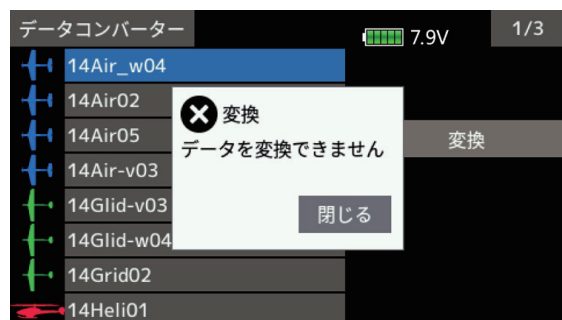 データコンバーター
7.9V
1/3
14Air_w04
14Air02
14Air05
14Air-v03
14Glid-v03
14Glid-w04
14Grid02
14Heli01
変換
データを変換できません
閉じる
変換